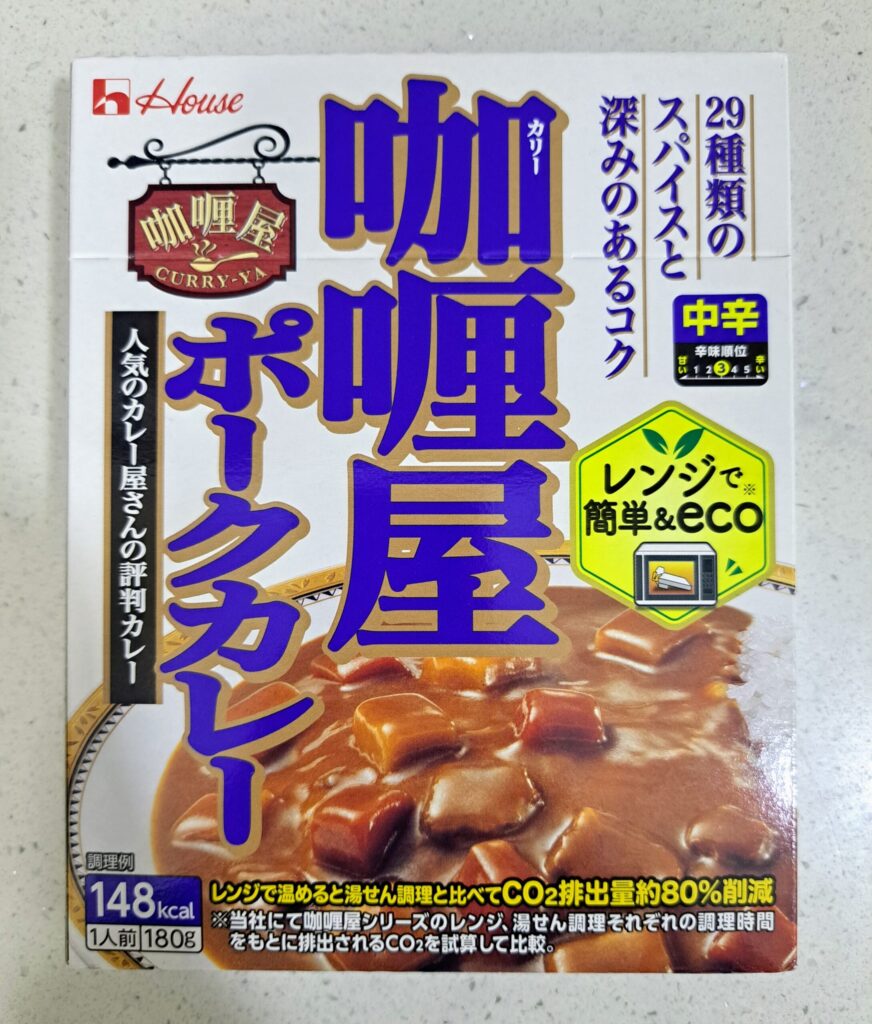 House
咖喱屋
CURRY-YA
カリー
咖喱屋
ポークカレー
29種類の
スパイスと
深みのあるコク
中辛
辛味順位
甘い 1 2 3 4 5 辛い
人気のカレー屋さんの評判カレー
レンジで※
簡単&eco
調理例
148kcal
1人前 180g
レンジで温めると湯せん調理と比べてCO₂排出量約80%削減
※当社にて咖喱屋シリーズのレンジ、湯せん調理それぞれの調理時間
をもとに排出されるCO₂を試算して比較。